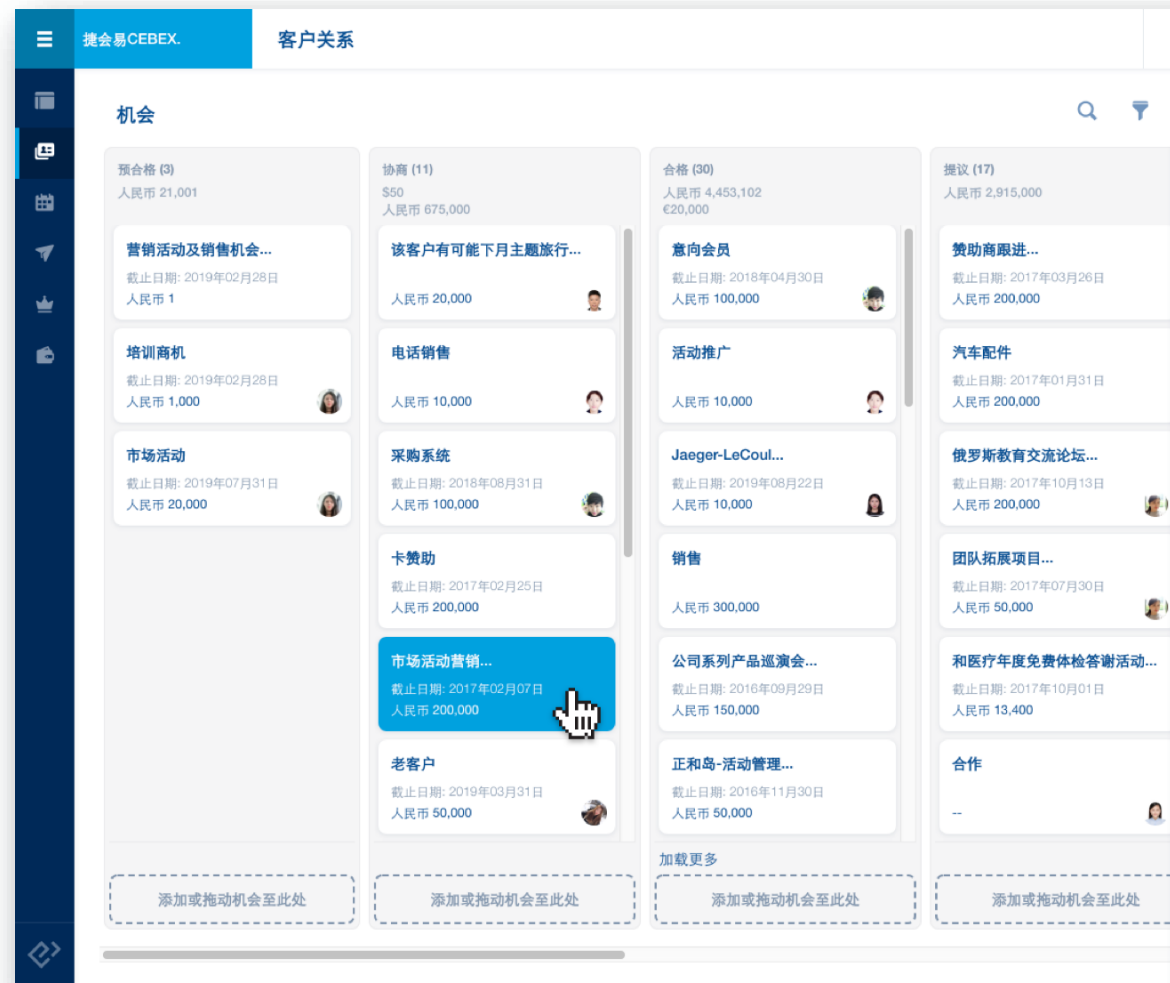 捷会易CEBEX.
客户关系
机会
预合格 (3)
人民币 21,001
营销活动及销售机会...
截止日期: 2019年02月28日
人民币 1
培训商机
截止日期: 2019年02月28日
人民币 1,000
市场活动
截止日期: 2019年07月31日
人民币 20,000
添加或拖动机会至此处
协商 (11)
$50
人民币 675,000
该客户有可能下月主题旅行...
人民币 20,000
电话销售
人民币 10,000
采购系统
截止日期: 2018年08月31日
人民币 100,000
卡赞助
截止日期: 2017年02月25日
人民币 200,000
市场活动营销...
截止日期: 2017年02月07日
人民币 200,000
老客户
截止日期: 2019年03月31日
人民币 50,000
添加或拖动机会至此处
合格 (30)
人民币 4,453,102
€20,000
意向会员
截止日期: 2018年04月30日
人民币 100,000
活动推广
人民币 10,000
Jaeger-LeCoul...
截止日期: 2019年08月22日
人民币 10,000
销售
人民币 300,000
公司系列产品巡演会...
截止日期: 2016年09月29日
人民币 150,000
正和岛-活动管理...
截止日期: 2016年11月30日
人民币 50,000
加载更多
添加或拖动机会至此处
提议 (17)
人民币 2,915,000
赞助商跟进...
截止日期: 2017年03月26日
人民币 200,000
汽车配件
截止日期: 2017年01月31日
人民币 200,000
俄罗斯教育交流论坛...
截止日期: 2017年10月13日
人民币 200,000
团队拓展项目...
截止日期: 2017年07月30日
人民币 50,000
和医疗年度免费体检答谢活动...
截止日期: 2017年10月01日
人民币 13,400
合作
--
添加或拖动机会至此处